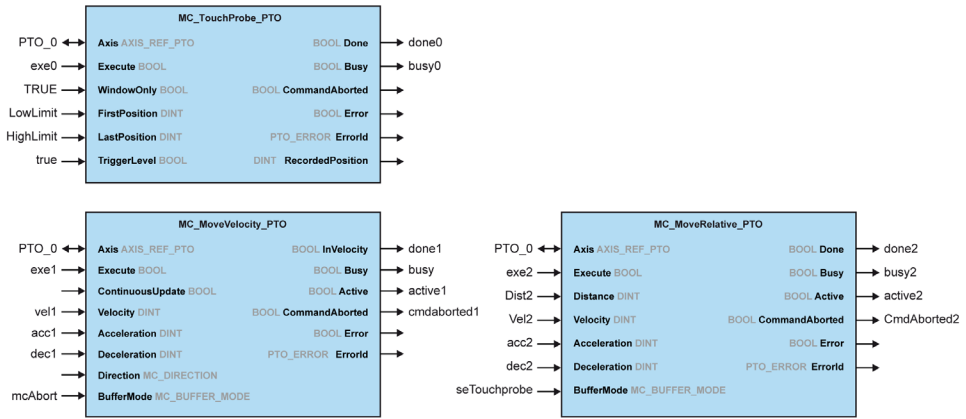 MC_TouchProbe_PTO
PTO_0 Axis AXIS_REF_PTO BOOL Done done0
exe0 Execute BOOL BOOL Busy busy0
TRUE WindowOnly BOOL BOOL CommandAborted
LowLimit FirstPosition DINT BOOL Error
HighLimit LastPosition DINT PTO_ERROR ErrorId
true TriggerLevel BOOL DINT RecordedPosition
MC_MoveVelocity_PTO
PTO_0 Axis AXIS_REF_PTO BOOL InVelocity done1
exe1 Execute BOOL BOOL Busy busy
ContinuousUpdate BOOL BOOL Active active1
vel1 Velocity DINT BOOL CommandAborted cmdaborted1
acc1 Acceleration DINT BOOL Error
dec1 Deceleration DINT PTO_ERROR ErrorId
Direction MC_DIRECTION
mcAbort BufferMode MC_BUFFER_MODE
MC_MoveRelative_PTO
PTO_0 Axis AXIS_REF_PTO BOOL Done done2
exe2 Execute BOOL BOOL Busy busy2
Dist2 Distance DINT BOOL Active active2
Vel2 Velocity DINT BOOL CommandAborted CmdAborted2
acc2 Acceleration DINT BOOL Error
dec2 Deceleration DINT PTO_ERROR ErrorId
seTouchprobe BufferMode MC_BUFFER_MODE